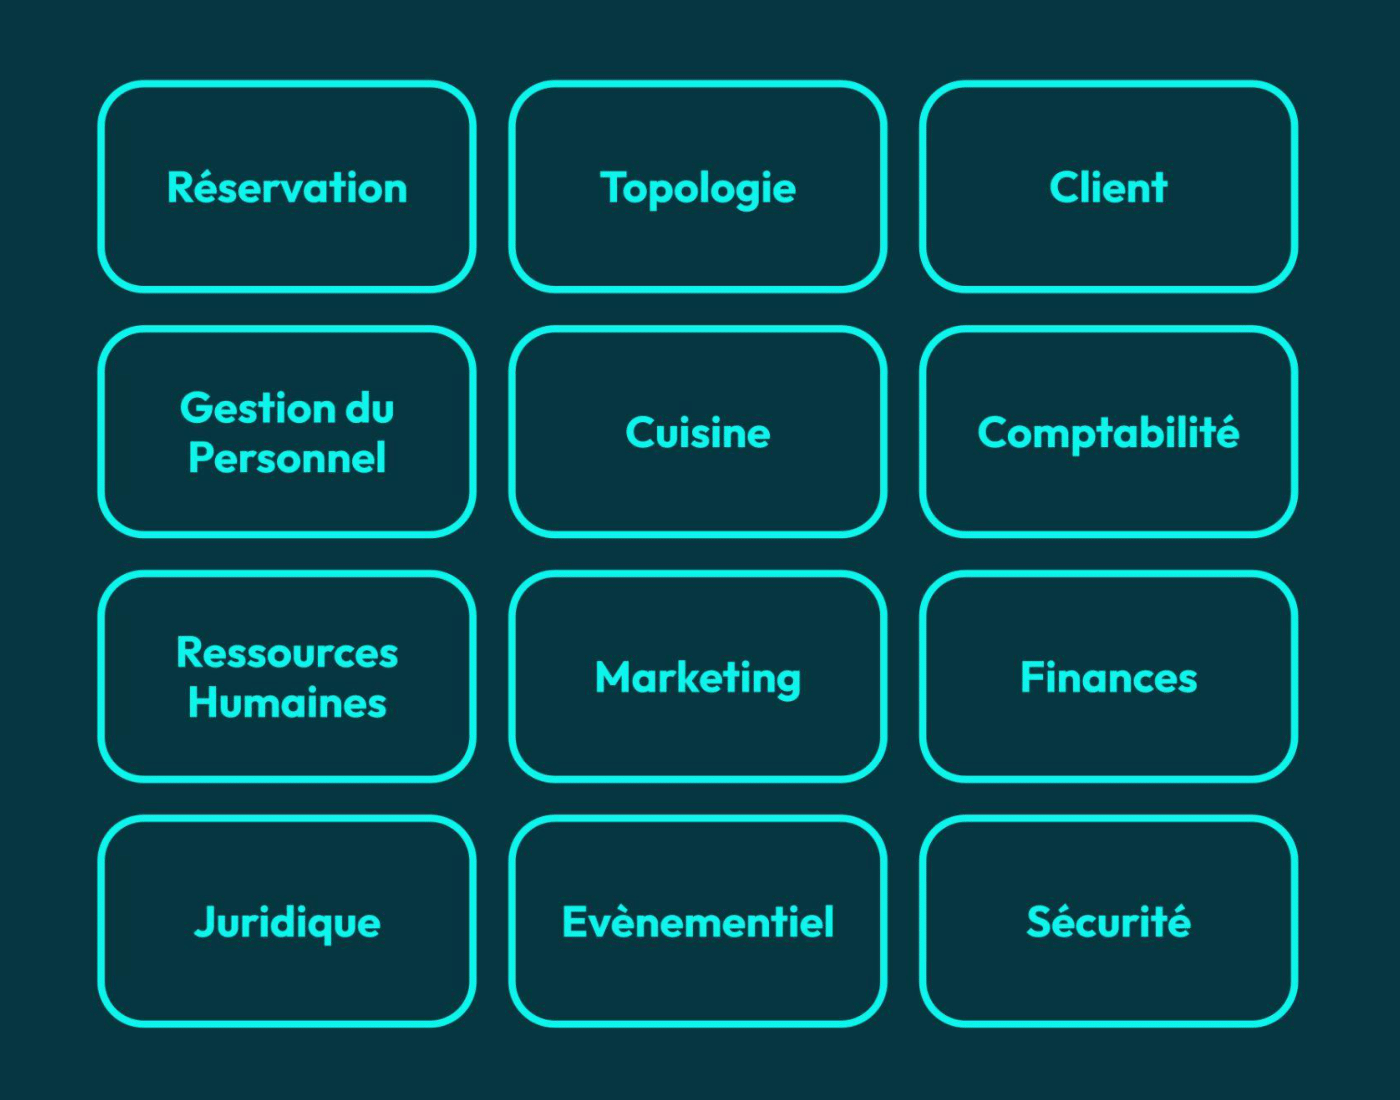 Réservation
Topologie
Client
Gestion du
Personnel
Cuisine
Comptabilité
Ressources
Humaines
Marketing
Finances
Juridique
Evènementiel
Sécurité